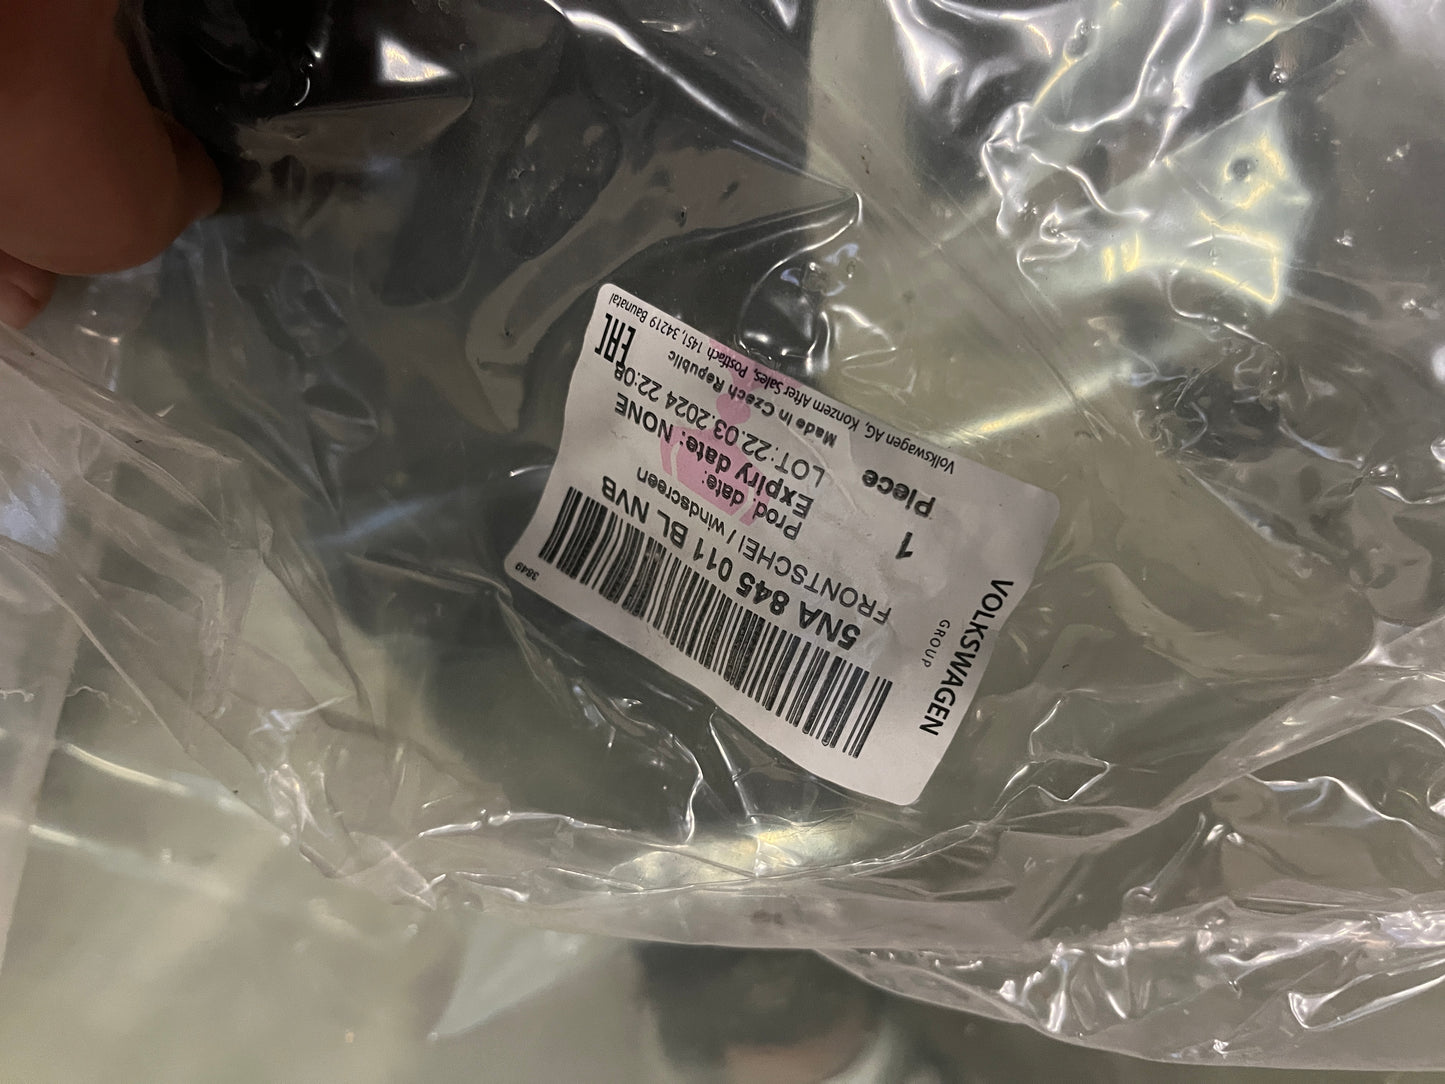 VOLKSWAGEN
GROUP
5NA 845 011 BL NVB
FRONTSCHEI / windscreen
1 Piece
Prod. date:
Expiry date: NONE
LOT:22.03.2024 22:08
Made in Czech Republic
Volkswagen AG, Konzern After Sales, Postfach 1451, 34219 Baunatal
EAC
3849